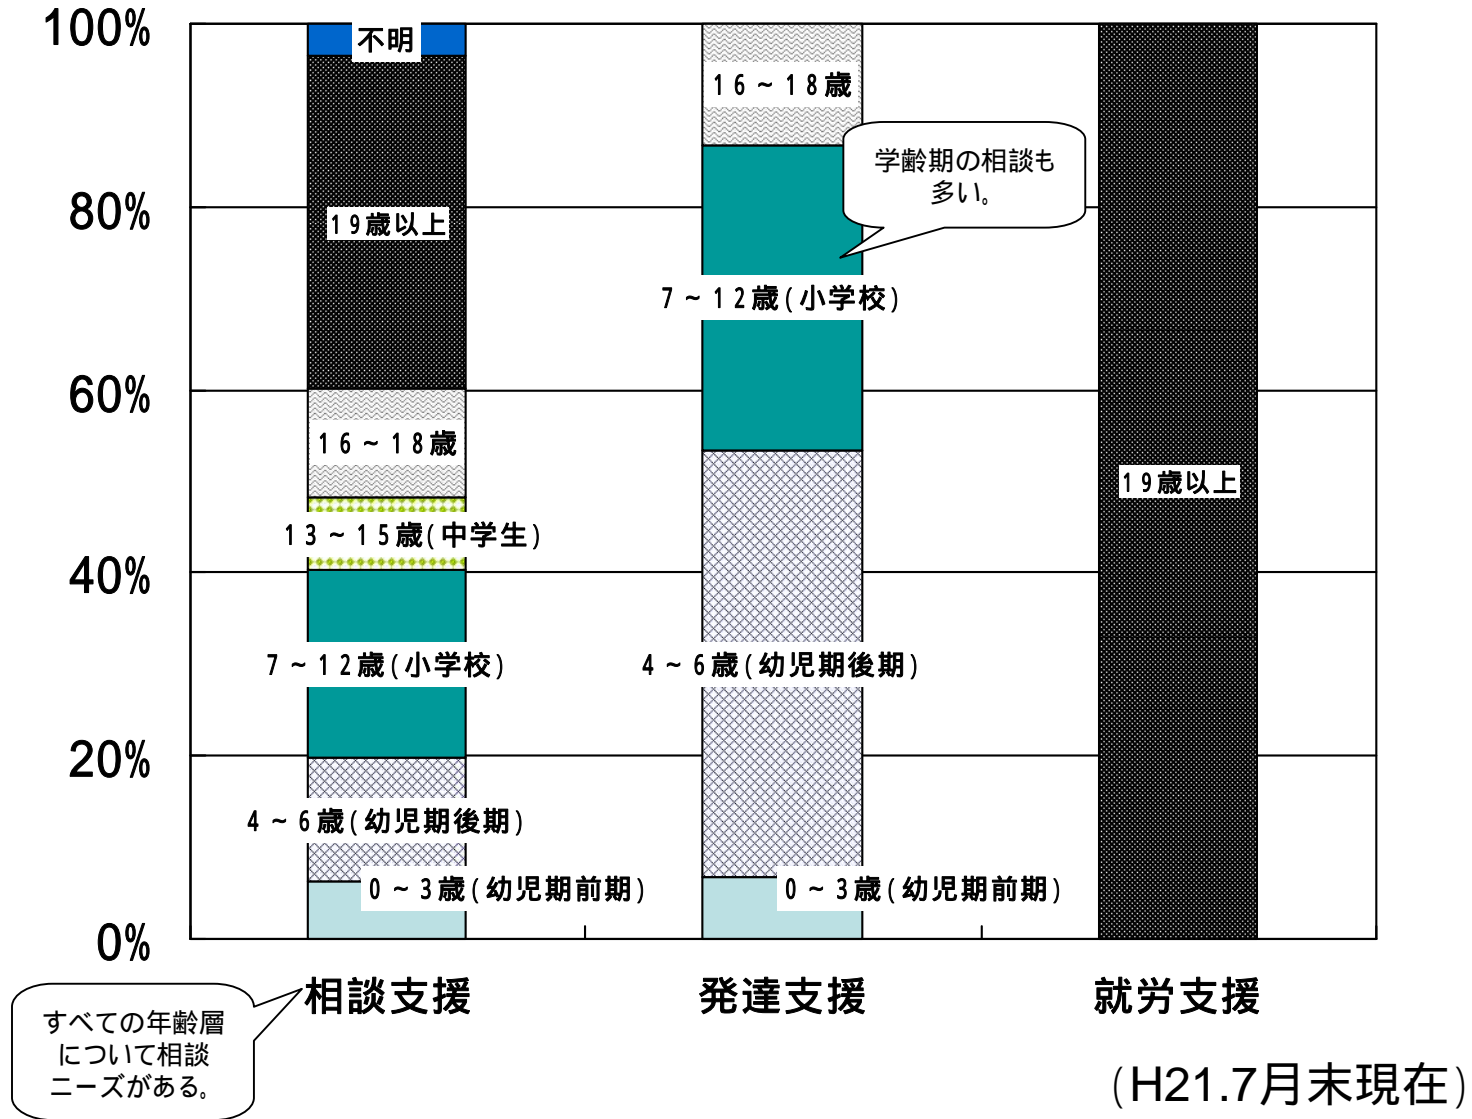 100%
80%
60%
40%
20%
0%
不明
19歳以上
16～18歳
13～15歳(中学生)
7～12歳(小学校)
4～6歳(幼児期後期)
0～3歳(幼児期前期)
16～18歳
7～12歳(小学校)
4～6歳(幼児期後期)
0～3歳(幼児期前期)
19歳以上
学齢期の相談も
多い。
相談支援
発達支援
就労支援
すべての年齢層
について相談
ニーズがある。
(H21.7月末現在)